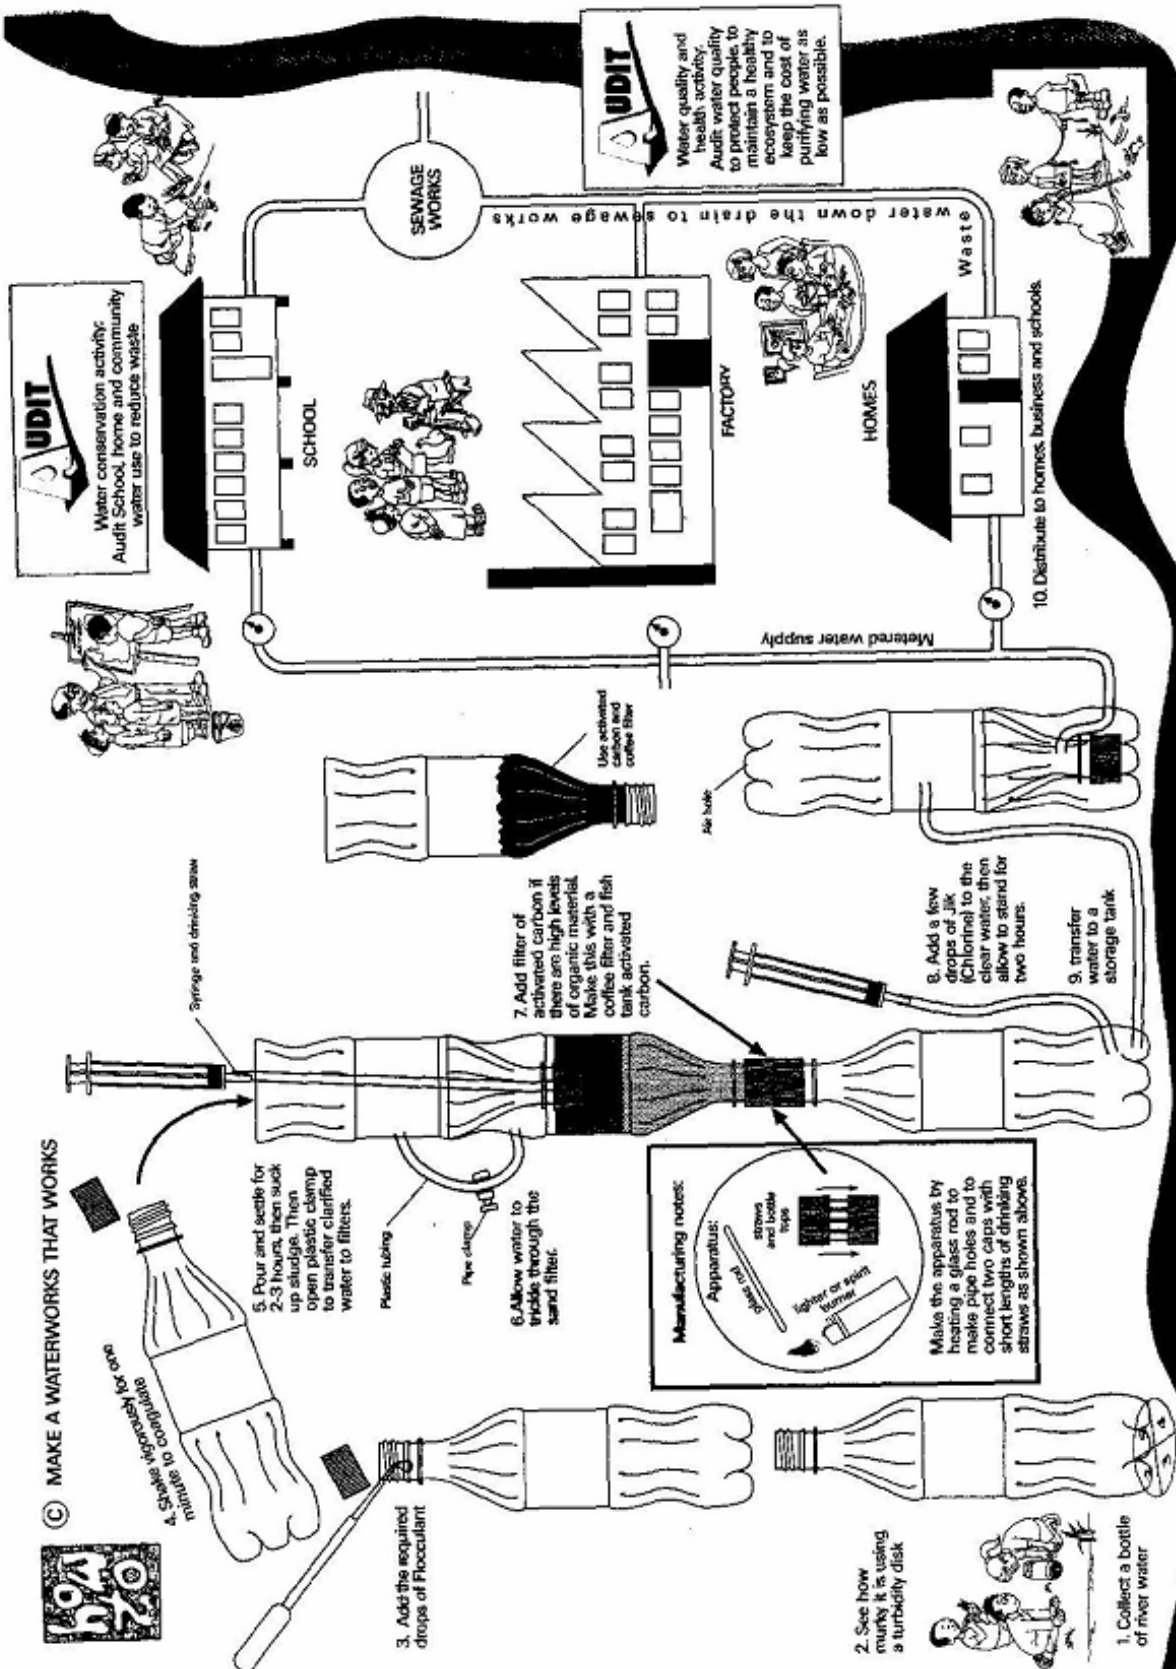 HOW TO
C MAKE A WATERWORKS THAT WORKS
1. Collect a bottle
of river water
2. See how
murky it is using
a turbidity disk
3. Add the required
drops of Flocculant
4. Shake vigorously for one
minute to coagulate
5. Pour and settle for
2-3 hours, then suck
up sludge. Then
open plastic clamp
to transfer clarified
water to filters.
Syringe and drinking straw
Plastic tubing
Pipe clamp
6.Allow water to
trickle through the
sand filter.
Manufacturing notes:
Apparatus:
glass rod
straws
and bottle
tops
lighter or spirit
burner
Make the apparatus by
heating a glass rod to
make pipe holes and to
connect two caps with
short lengths of drinking
straws as shown above.
7. Add filter of
activated carbon if
there are high levels
of organic material.
Make this with a
coffee filter and fish
tank activated
carbon.
Use activated
carbon and
coffee filter
8. Add a few
drops of Jik
(Chlorine) to the
clear water, then
allow to stand for
two hours.
9. transfer
water to a
storage tank
Air hole
Metered water supply
10. Distribute to homes, business and schools.
SCHOOL
FACTORY
HOMES
Waste water down the drain to sewage works
SEWAGE
WORKS
AUDIT
Water conservation activity:
Audit School, home and community
water use to reduce waste
AUDIT
Water quality and
health activity:
Audit water quality
to protect people, to
maintain a healthy
ecosystem and to
keep the cost of
purifying water as
low as possible.